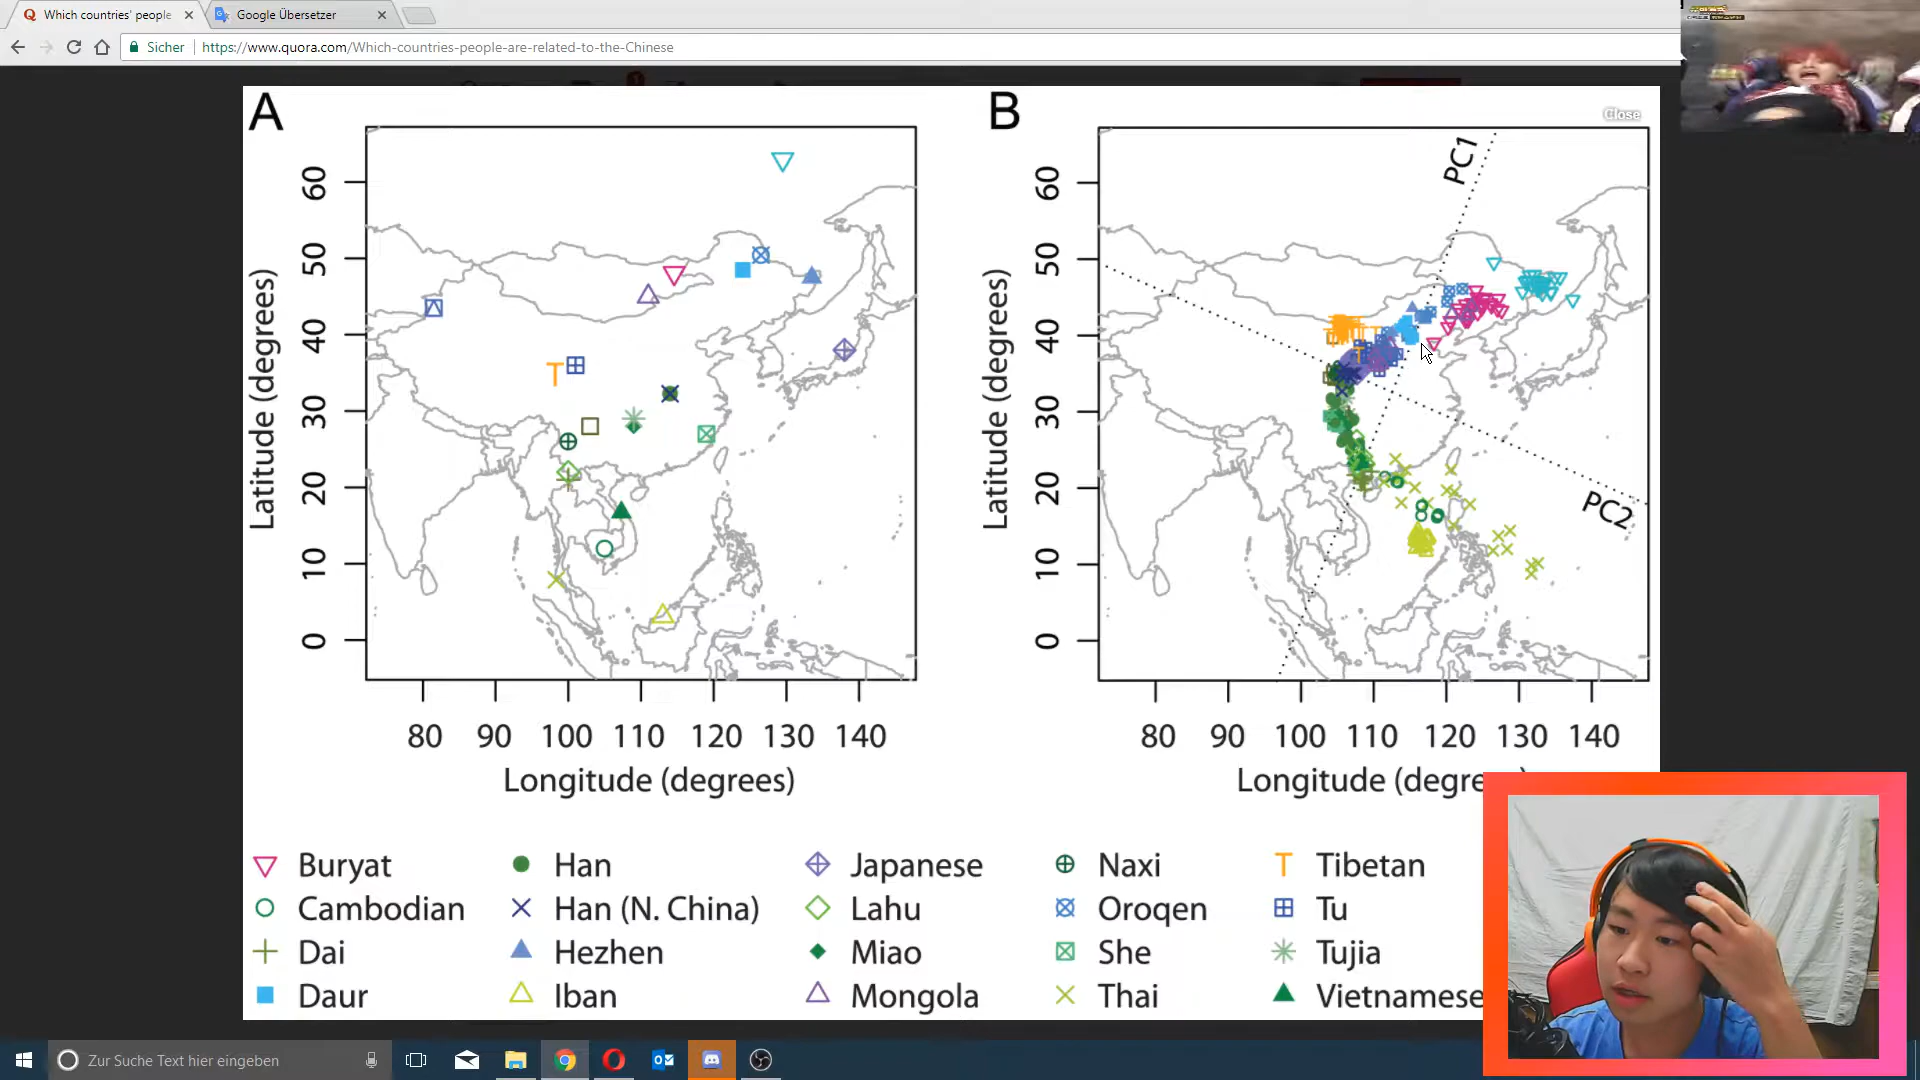 Which countries' people
Google Übersetzer
Sicher
https://www.quora.com/Which-countries-people-are-related-to-the-Chinese
A
B
Close
PC1
PC2
Latitude (degrees)
60
50
40
30
20
10
0
80 90 100 110 120 130 140
Longitude (degrees)
Latitude (degrees)
60
50
40
30
20
10
0
80 90 100 110 120 130 140
Longitude (degre
Buryat Han Japanese Naxi T Tibetan
Cambodian Han (N. China) Lahu Oroqen Tu
Dai Hezhen Miao She Tujia
Daur Iban Mongola Thai Vietnamese
Zur Suche Text hier eingeben